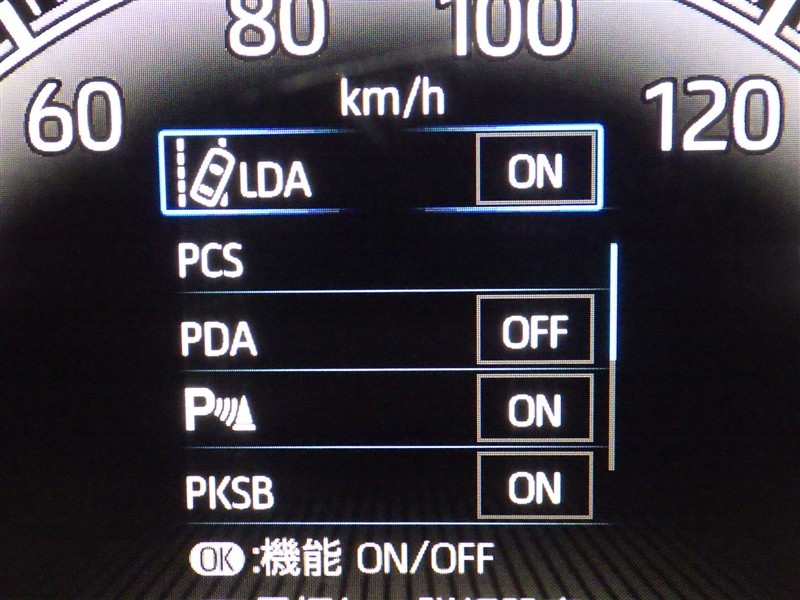 80 100
60 km/h 120
LDA ON
PCS
PDA OFF
P ON
PKSB ON
OK :機能 ON/OFF